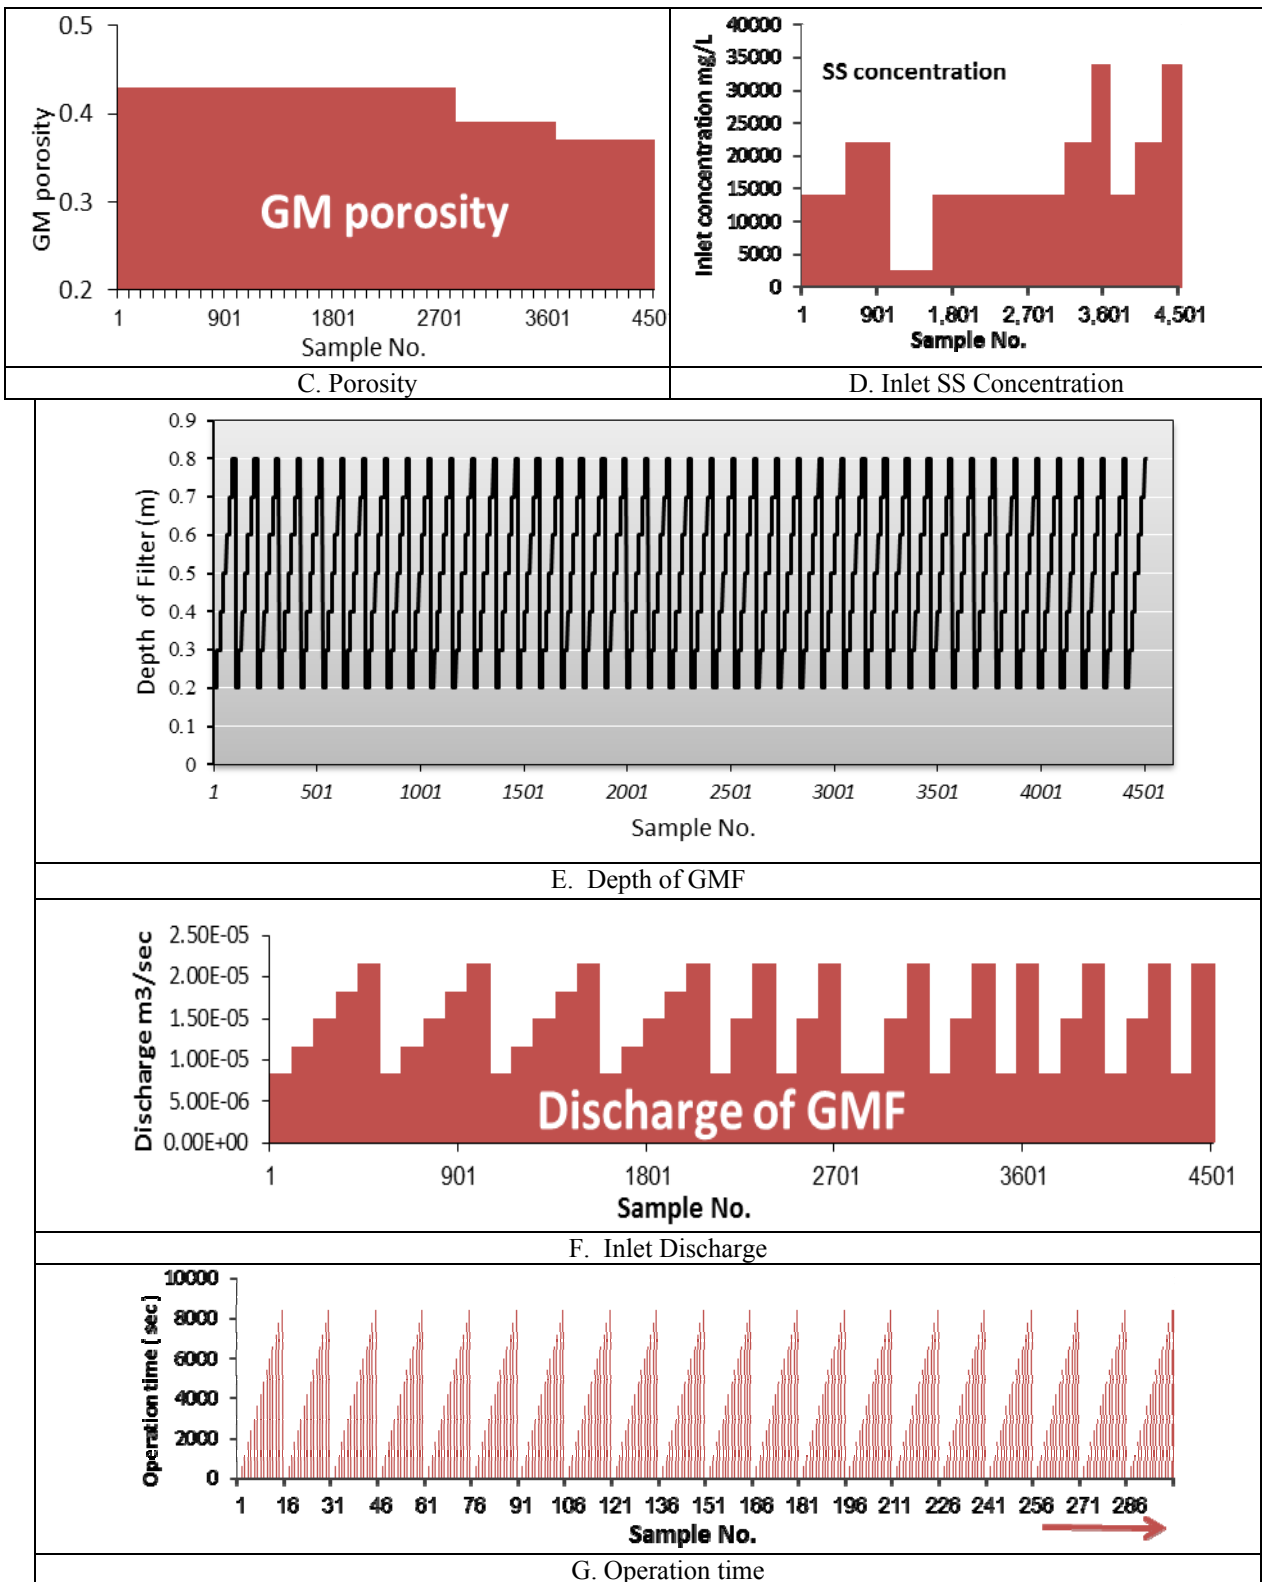 0.5
0.4
0.3
0.2
GM porosity
GM porosity
1 901 1801 2701 3601 4501
Sample No.
C. Porosity
40000
35000
30000
25000
20000
15000
10000
5000
0
Inlet concentration mg/L
SS concentration
1 901 1,801 2,701 3,601 4,501
Sample No.
D. Inlet SS Concentration
0.9
0.8
0.7
0.6
0.5
0.4
0.3
0.2
0.1
0
Depth of Filter (m)
1 501 1001 1501 2001 2501 3001 3501 4001 4501
Sample No.
E. Depth of GMF
2.50E-05
2.00E-05
1.50E-05
1.00E-05
5.00E-06
0.00E+00
Discharge m3/sec
Discharge of GMF
1 901 1801 2701 3601 4501
Sample No.
F. Inlet Discharge
10000
8000
6000
4000
2000
0
Operation time ( sec)
1 16 31 46 61 76 91 106 121 136 151 166 181 196 211 226 241 256 271 286
Sample No.
G. Operation time